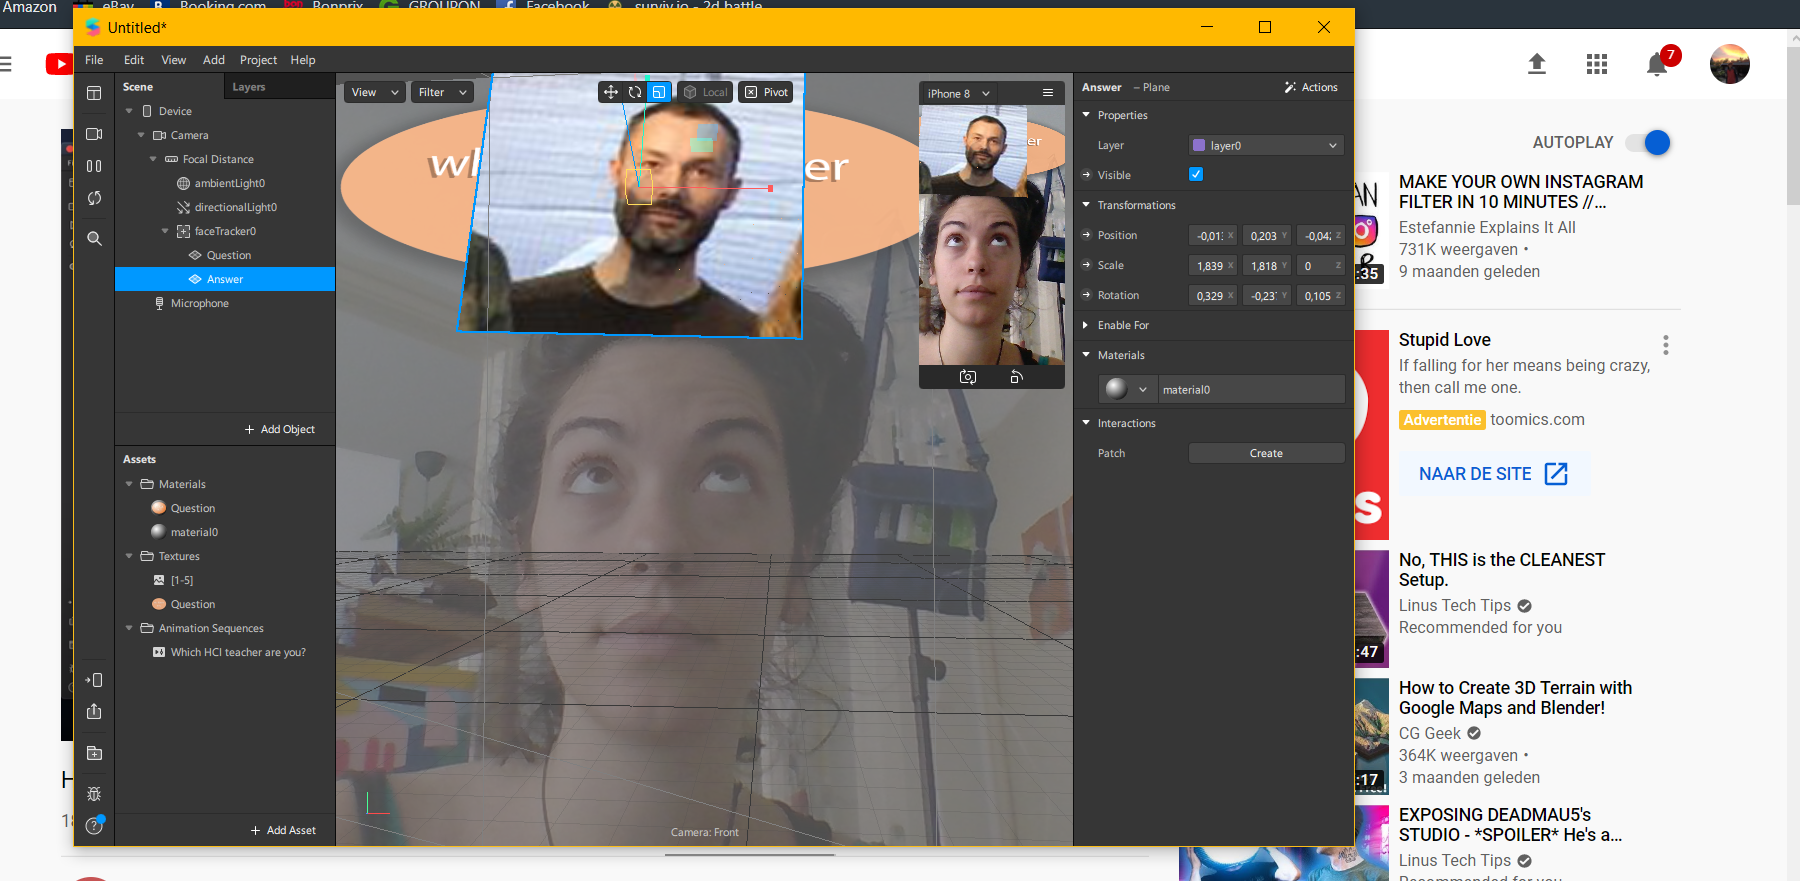 Amazon
eBay
Booking.com
Bonprix
GROUPON
Facebook
surviv.io - 2d battle
Untitled*
File Edit View Add Project Help
Scene Layers
Device
Camera
Focal Distance
ambientLight0
directionalLight0
faceTracker0
Question
Answer
Microphone
+ Add Object
Assets
Materials
Question
material0
Textures
[1-5]
Question
Animation Sequences
Which HCI teacher are you?
+ Add Asset
View Filter Local Pivot
er
Camera: Front
iPhone 8
er
Answer – Plane Actions
Properties
Layer layer0
Visible
Transformations
Position X 0,203 Y Z
Scale 1,839 X 1,818 Y 0 Z
Rotation 0,329 X Y 0,105 Z
Enable For
Materials
material0
Interactions
Patch Create
7
AUTOPLAY
:35
MAKE YOUR OWN INSTAGRAM
FILTER IN 10 MINUTES //...
Estefannie Explains It All
731K weergaven •
9 maanden geleden
Stupid Love
If falling for her means being crazy,
then call me one.
Advertentie toomics.com
NAAR DE SITE
:47
No, THIS is the CLEANEST
Setup.
Linus Tech Tips
Recommended for you
:17
How to Create 3D Terrain with
Google Maps and Blender!
CG Geek
364K weergaven •
3 maanden geleden
EXPOSING DEADMAU5's
STUDIO - *SPOILER* He's a...
Linus Tech Tips
Recommended for you